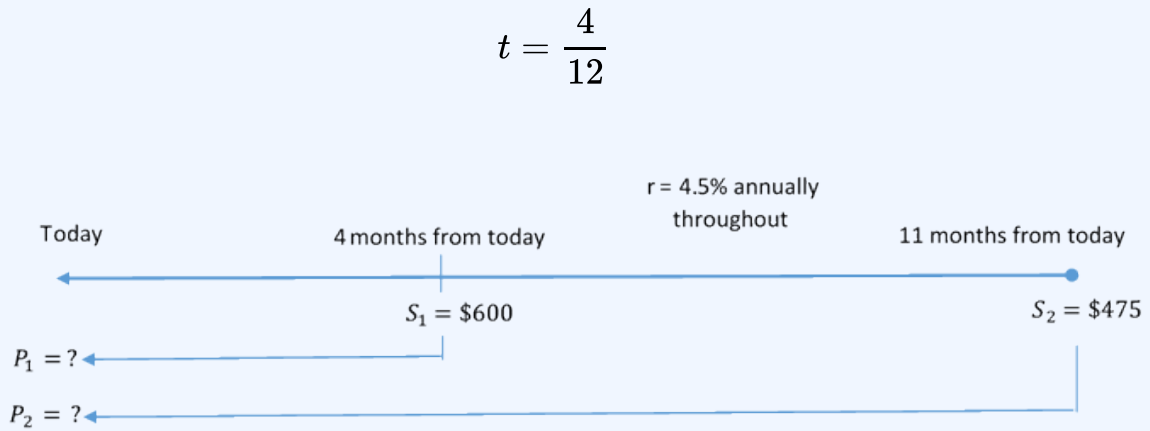 t = 4/12
r = 4.5% annually
throughout
Today
4 months from today
11 months from today
S₁ = $600
S₂ = $475
P₁ = ?
P₂ = ?